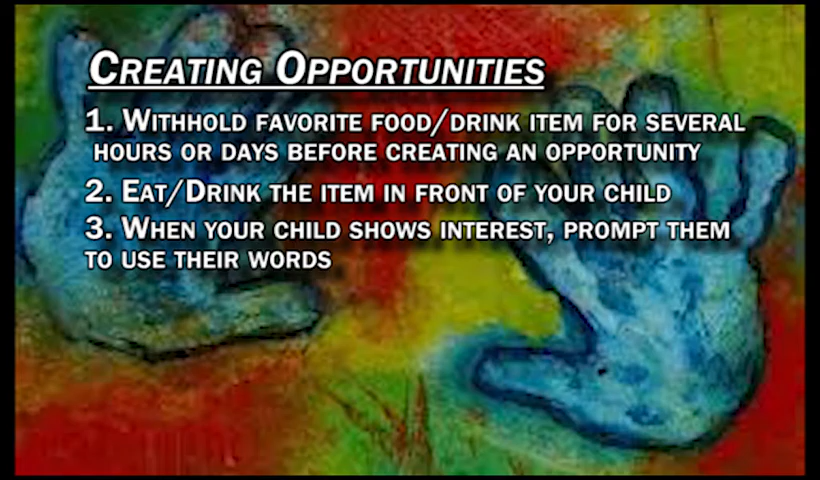 CREATING OPPORTUNITIES
1. WITHHOLD FAVORITE FOOD/DRINK ITEM FOR SEVERAL
HOURS OR DAYS BEFORE CREATING AN OPPORTUNITY
2. EAT/DRINK THE ITEM IN FRONT OF YOUR CHILD
3. WHEN YOUR CHILD SHOWS INTEREST, PROMPT THEM
TO USE THEIR WORDS